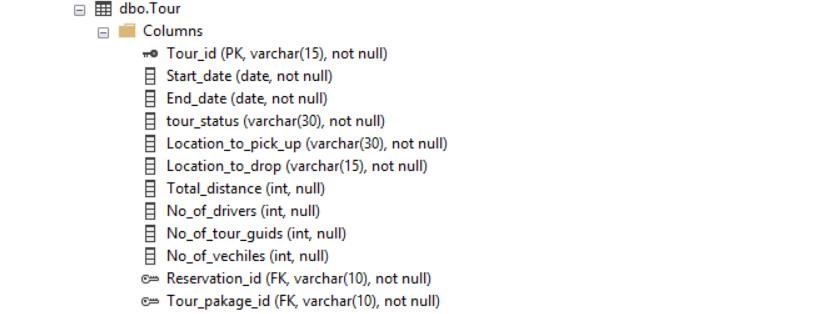 dbo.Tour
Columns
Tour_id (PK, varchar(15), not null)
Start_date (date, not null)
End_date (date, not null)
tour_status (varchar(30), not null)
Location_to_pick_up (varchar(30), not null)
Location_to_drop (varchar(15), not null)
Total_distance (int, null)
No_of_drivers (int, null)
No_of_tour_guids (int, null)
No_of_vechiles (int, null)
Reservation_id (FK, varchar(10), not null)
Tour_pakage_id (FK, varchar(10), not null)